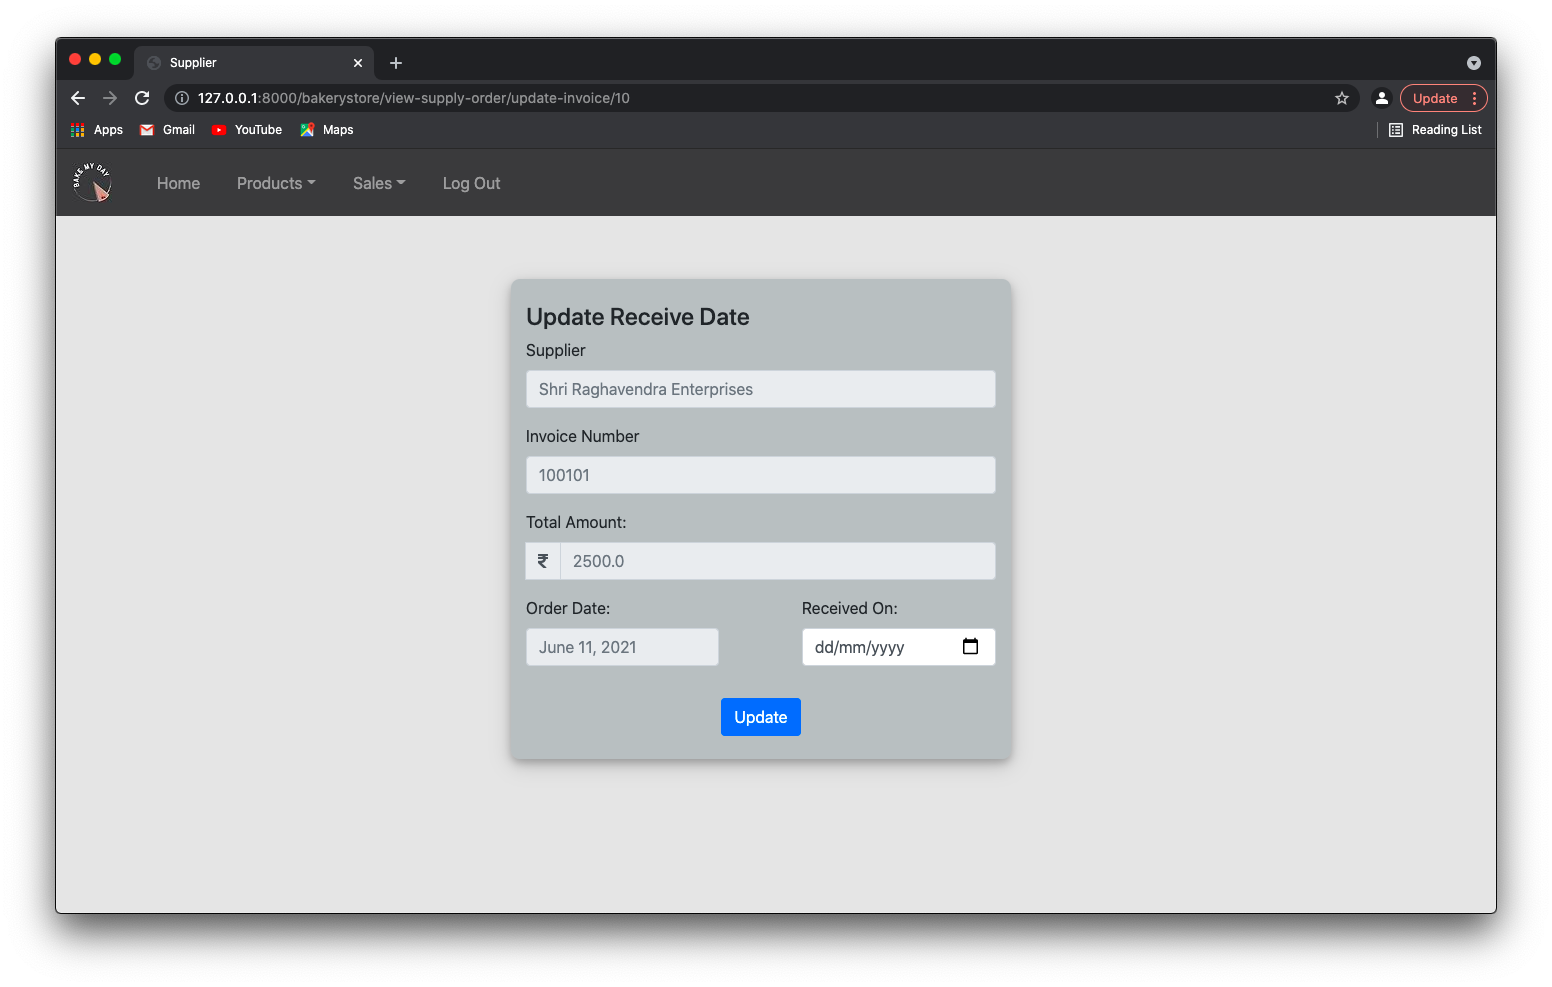 Supplier
127.0.0.1:8000/bakerystore/view-supply-order/update-invoice/10
Update
Apps Gmail YouTube Maps Reading List
BAKE MY DAY
Home Products Sales Log Out
Update Receive Date
Supplier
Shri Raghavendra Enterprises
Invoice Number
100101
Total Amount:
₹ 2500.0
Order Date: Received On:
June 11, 2021 dd/mm/yyyy
Update